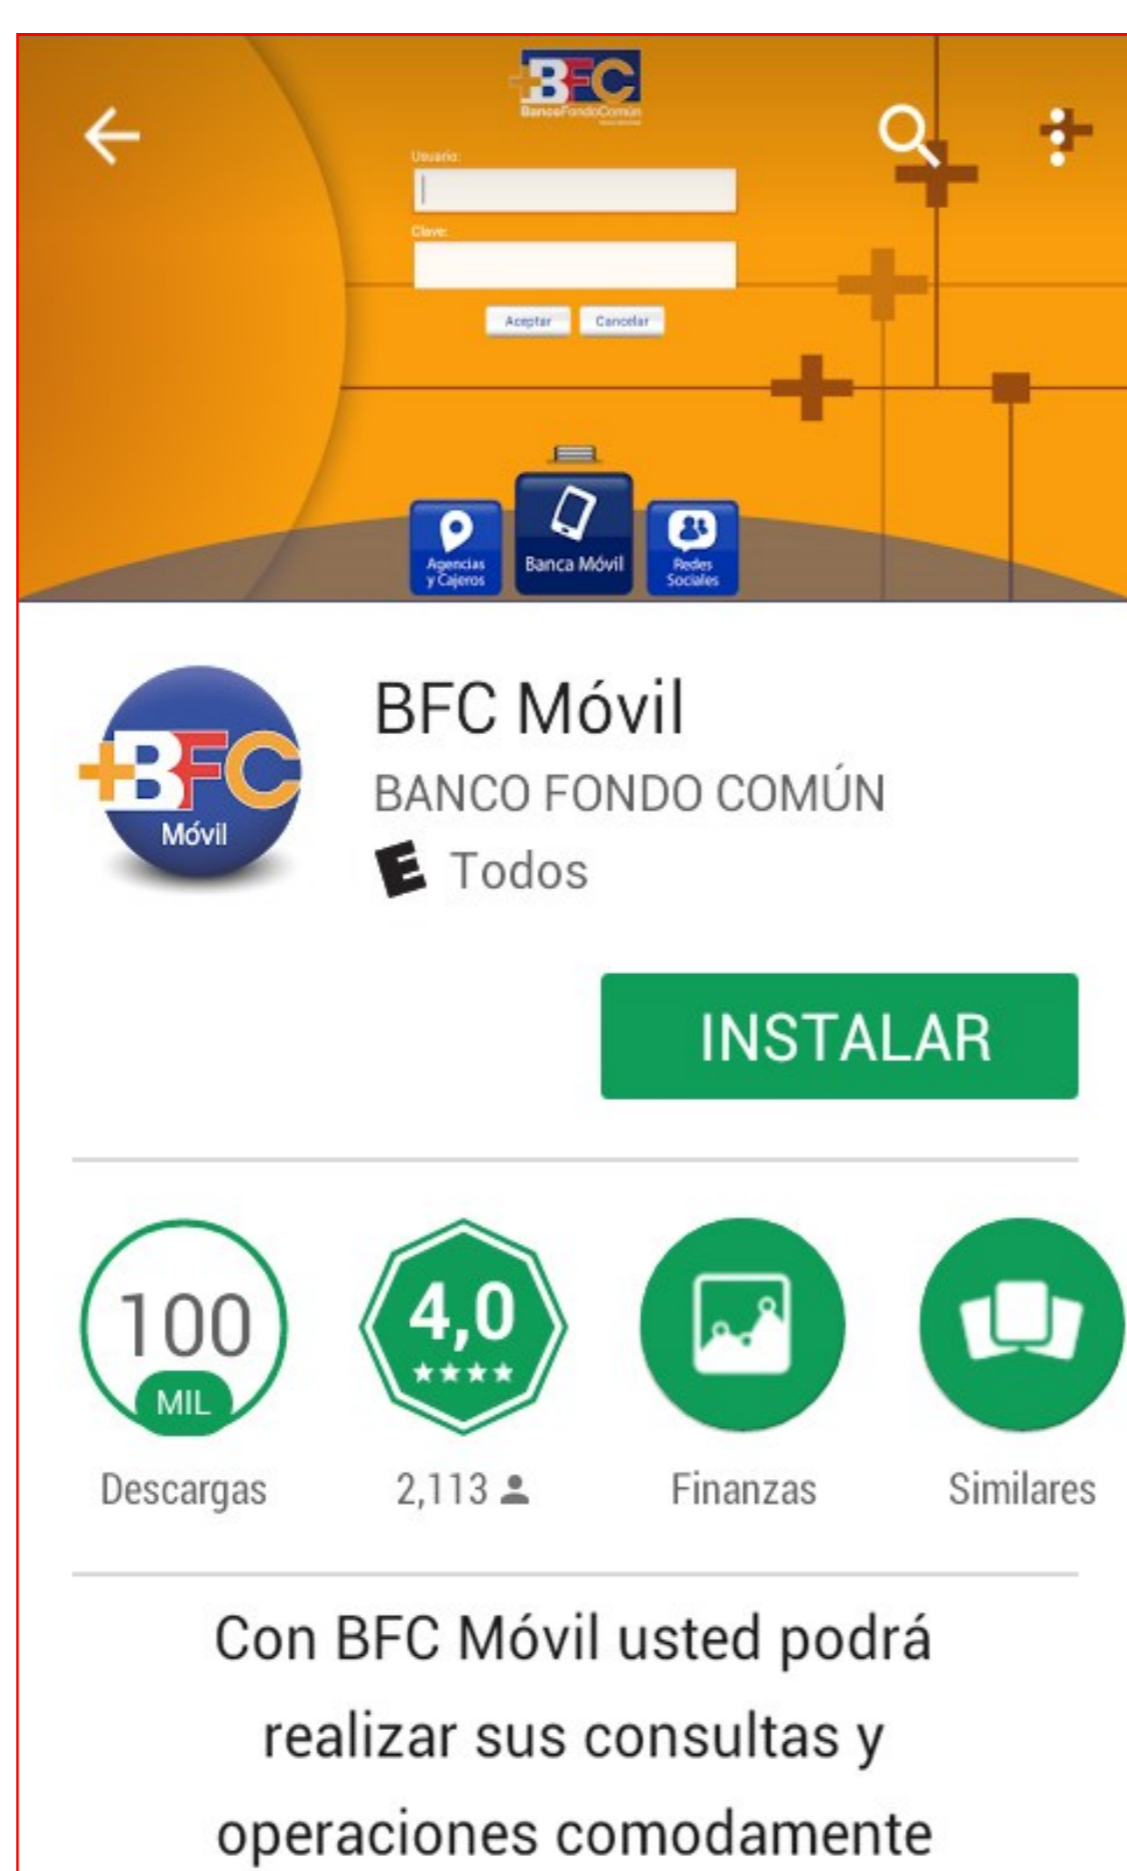 +BFC
BancoFondoComún
Usuario:
Clave:
Aceptar Cancelar
Agencias
y Cajeros
Banca Móvil
Redes
Sociales
+BFC
Móvil
BFC Móvil
BANCO FONDO COMÚN
E Todos
INSTALAR
100
MIL
4,0
Descargas 2,113 Finanzas Similares
Con BFC Móvil usted podrá
realizar sus consultas y
operaciones comodamente